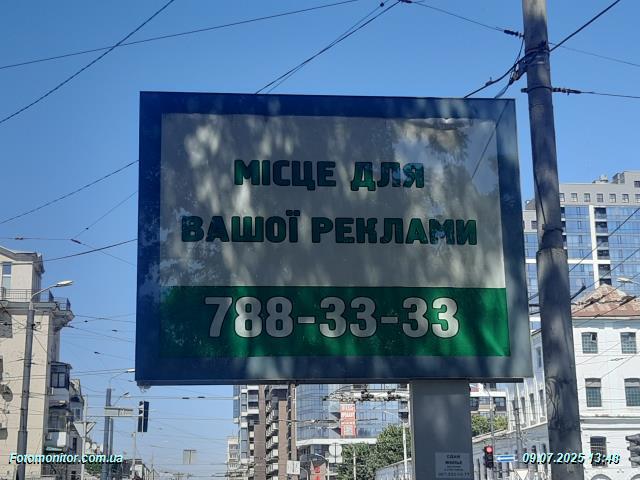 МІСЦЕ ДЛЯ
ВАШОЇ РЕКЛАМИ
788-33-33
Fotomonitor.com.ua
09.07.2025 13:48